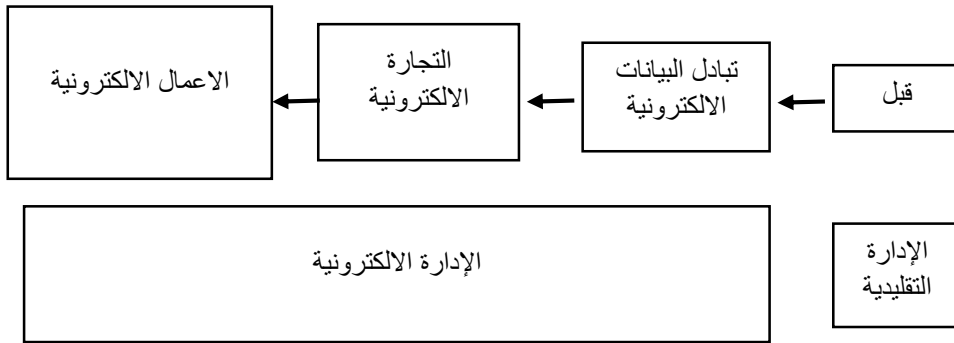 قبل
تبادل البيانات
الالكترونية
التجارة
الالكترونية
الاعمال الالكترونية
الإدارة
التقليدية
الإدارة الالكترونية